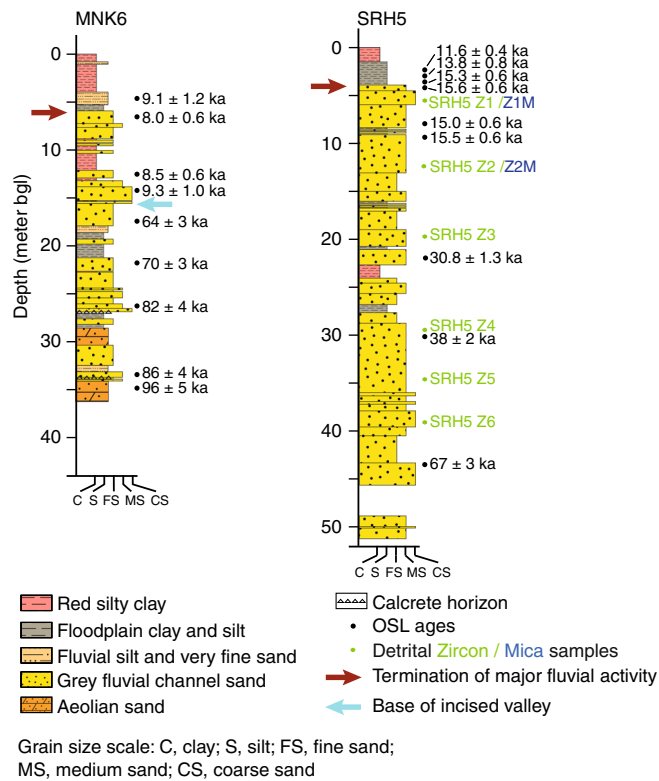 MNK6
0
10
20
30
40
Depth (meter bgl)
9.1 ± 1.2 ka
8.0 ± 0.6 ka
8.5 ± 0.6 ka
9.3 ± 1.0 ka
64 ± 3 ka
70 ± 3 ka
82 ± 4 ka
86 ± 4 ka
96 ± 5 ka
C S FS MS CS
SRH5
0
10
20
30
40
50
11.6 ± 0.4 ka
13.8 ± 0.8 ka
15.3 ± 0.6 ka
15.6 ± 0.6 ka
SRH5 Z1 /Z1M
15.0 ± 0.6 ka
15.5 ± 0.6 ka
SRH5 Z2 /Z2M
SRH5 Z3
30.8 ± 1.3 ka
SRH5 Z4
38 ± 2 ka
SRH5 Z5
SRH5 Z6
67 ± 3 ka
C S FS MS CS
Red silty clay
Floodplain clay and silt
Fluvial silt and very fine sand
Grey fluvial channel sand
Aeolian sand
Calcrete horizon
OSL ages
Detrital Zircon / Mica samples
Termination of major fluvial activity
Base of incised valley
Grain size scale: C, clay; S, silt; FS, fine sand;
MS, medium sand; CS, coarse sand